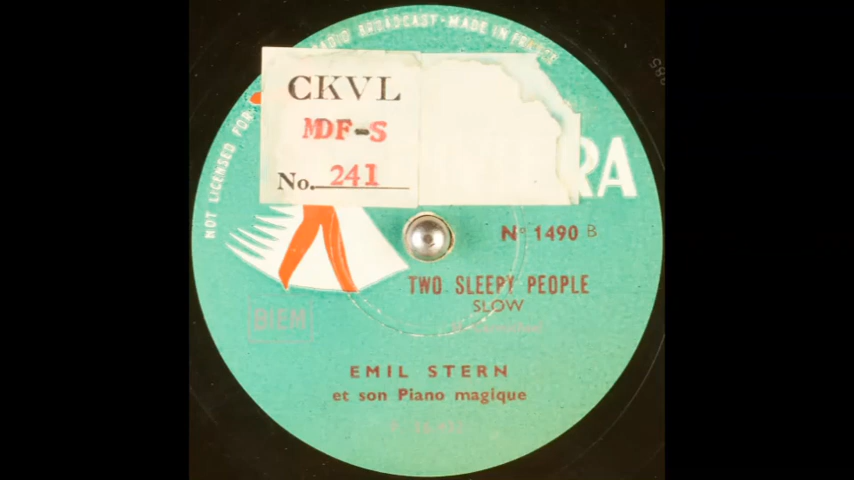 NOT LICENSED FOR RADIO BROADCAST - MADE IN FRANCE
CKVL
MDF-S
No. 241
RA
N° 1490 B
TWO SLEEPY PEOPLE
SLOW
BIEM
EMIL STERN
et son Piano magique